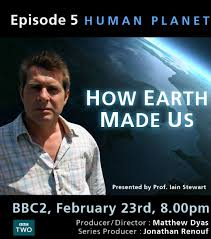 Episode 5 HUMAN PLANET
HOW EARTH
MADE US
Presented by Prof. Iain Stewart
BBC2, February 23rd, 8.00pm
Producer/Director : Matthew Dyas
Series Producer : Jonathan Renouf
BBC
TWO